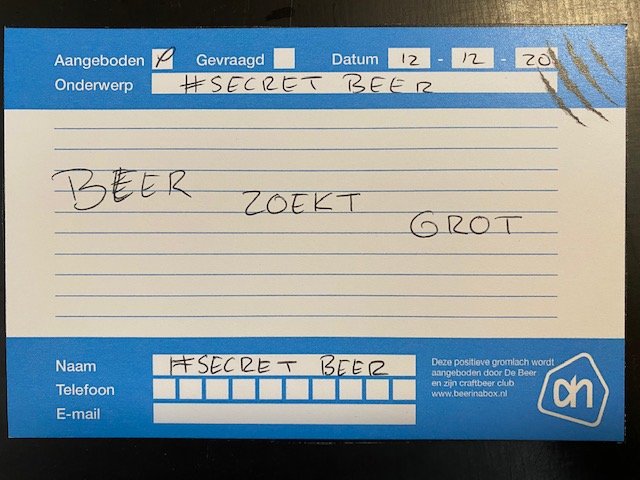 Aangeboden Gevraagd Datum 12 - 12 - 20
Onderwerp #SECRET BEER
BEER ZOEKT GROT
Naam #SECRET BEER
Telefoon
E-mail
Deze positieve gromlach wordt
aangeboden door De Beer
en zijn craftbeer club
www.beerinabox.nl
ah